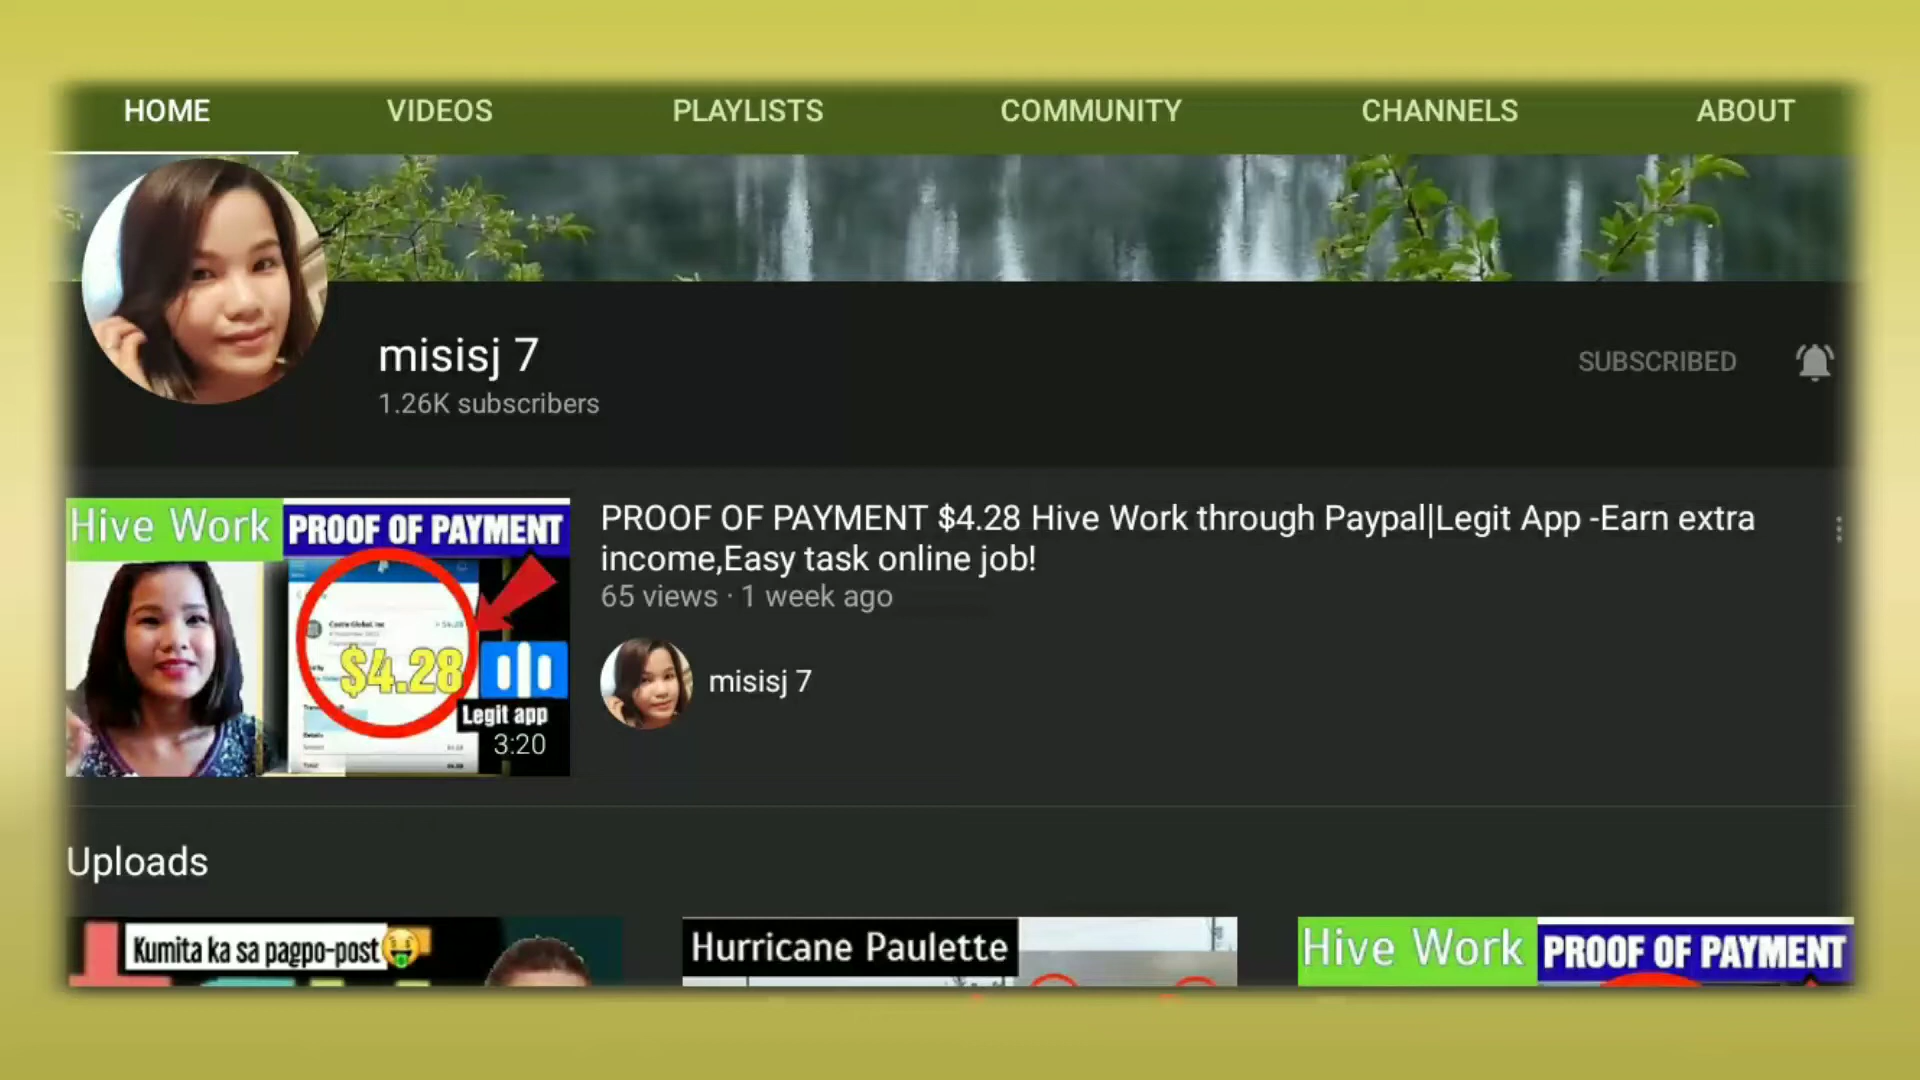 HOME
VIDEOS
PLAYLISTS
COMMUNITY
CHANNELS
ABOUT
misisj 7
1.26K subscribers
SUBSCRIBED
Hive Work
PROOF OF PAYMENT
$4.28
Legit app
3:20
PROOF OF PAYMENT $4.28 Hive Work through Paypal|Legit App -Earn extra
income,Easy task online job!
65 views · 1 week ago
misisj 7
Uploads
Kumita ka sa pagpo-post
Hurricane Paulette
Hive Work
PROOF OF PAYMENT